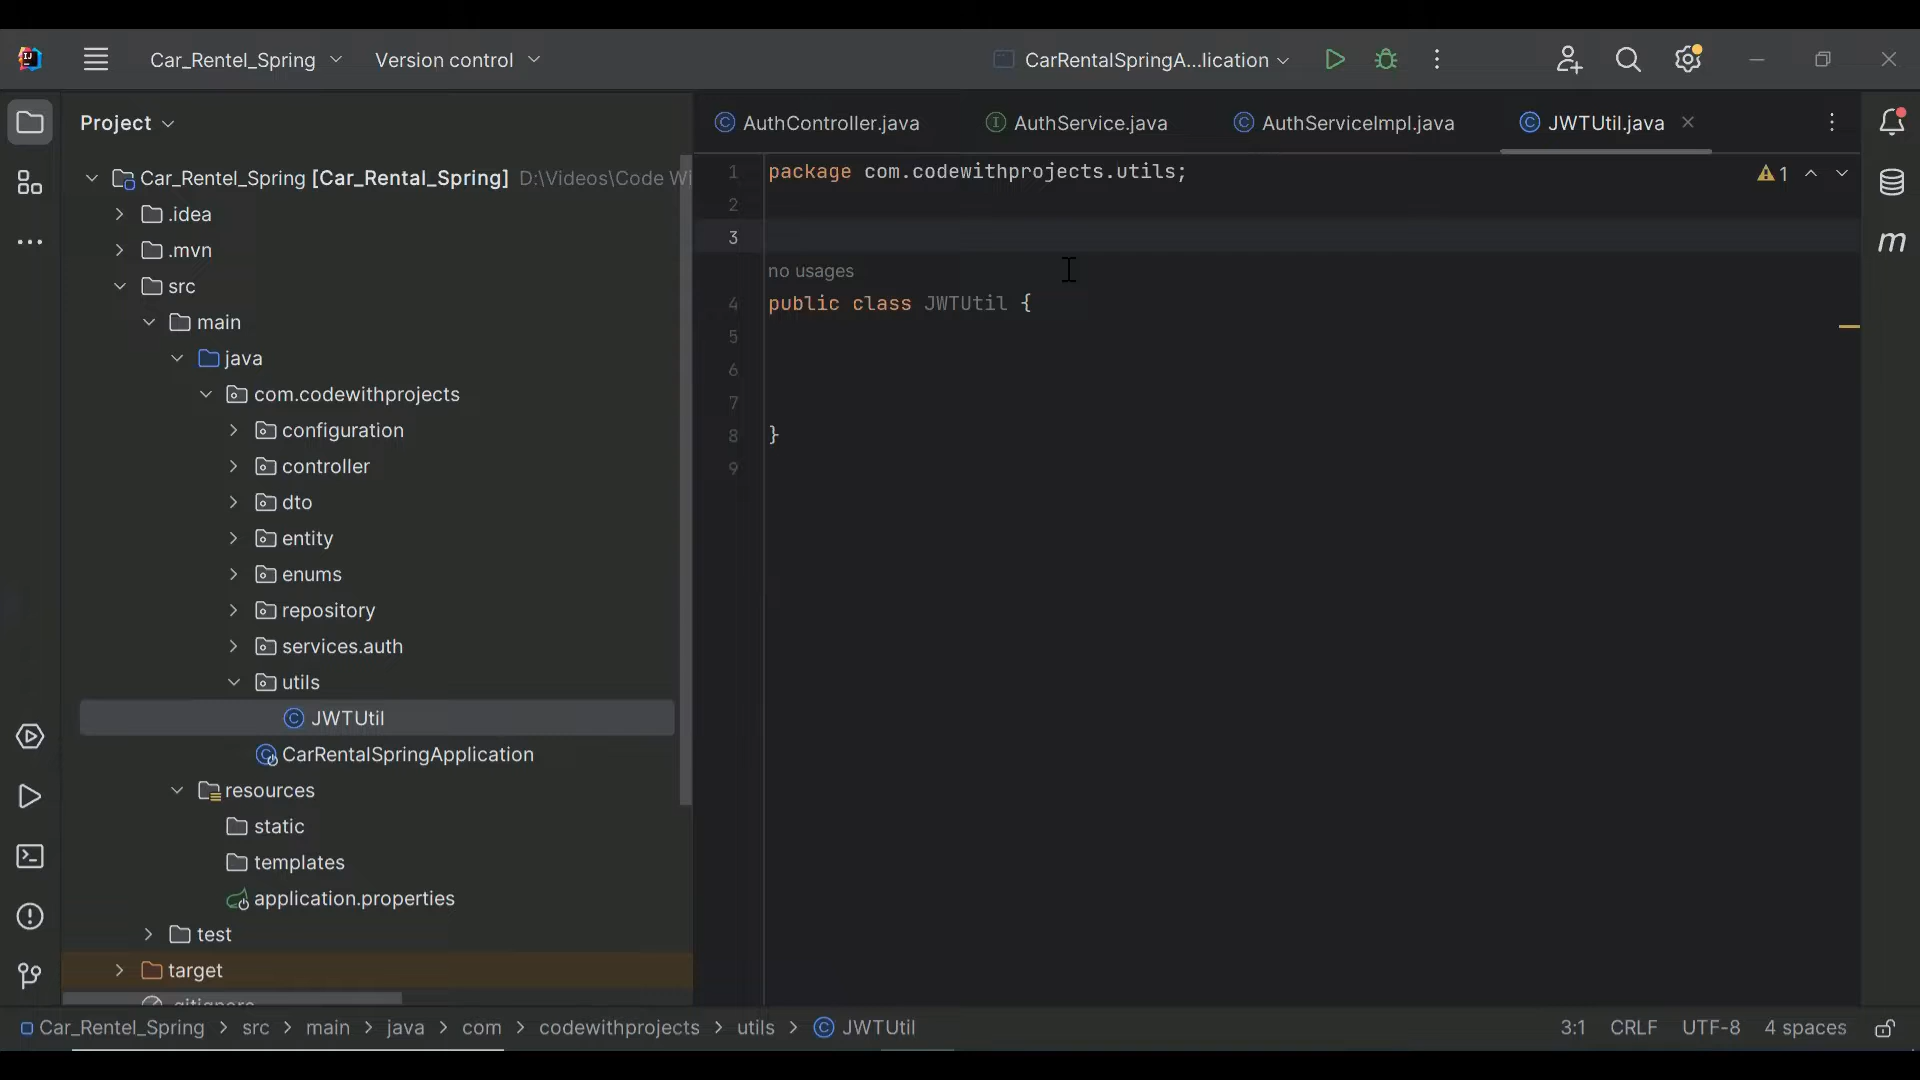 Car_Rentel_Spring
Version control
CarRentalSpringA...lication
Project
AuthController.java
AuthService.java
AuthServiceImpl.java
JWTUtil.java
Car_Rentel_Spring [Car_Rental_Spring] D:\Videos\Code Wi
.idea
.mvn
src
main
java
com.codewithprojects
configuration
controller
dto
entity
enums
repository
services.auth
utils
JWTUtil
CarRentalSpringApplication
resources
static
templates
application.properties
test
target
.gitignore
1 package com.codewithprojects.utils;
1
2
3
no usages
4 public class JWTUtil {
5
6
7
8 }
9
Car_Rentel_Spring > src > main > java > com > codewithprojects > utils > JWTUtil
3:1 CRLF UTF-8 4 spaces